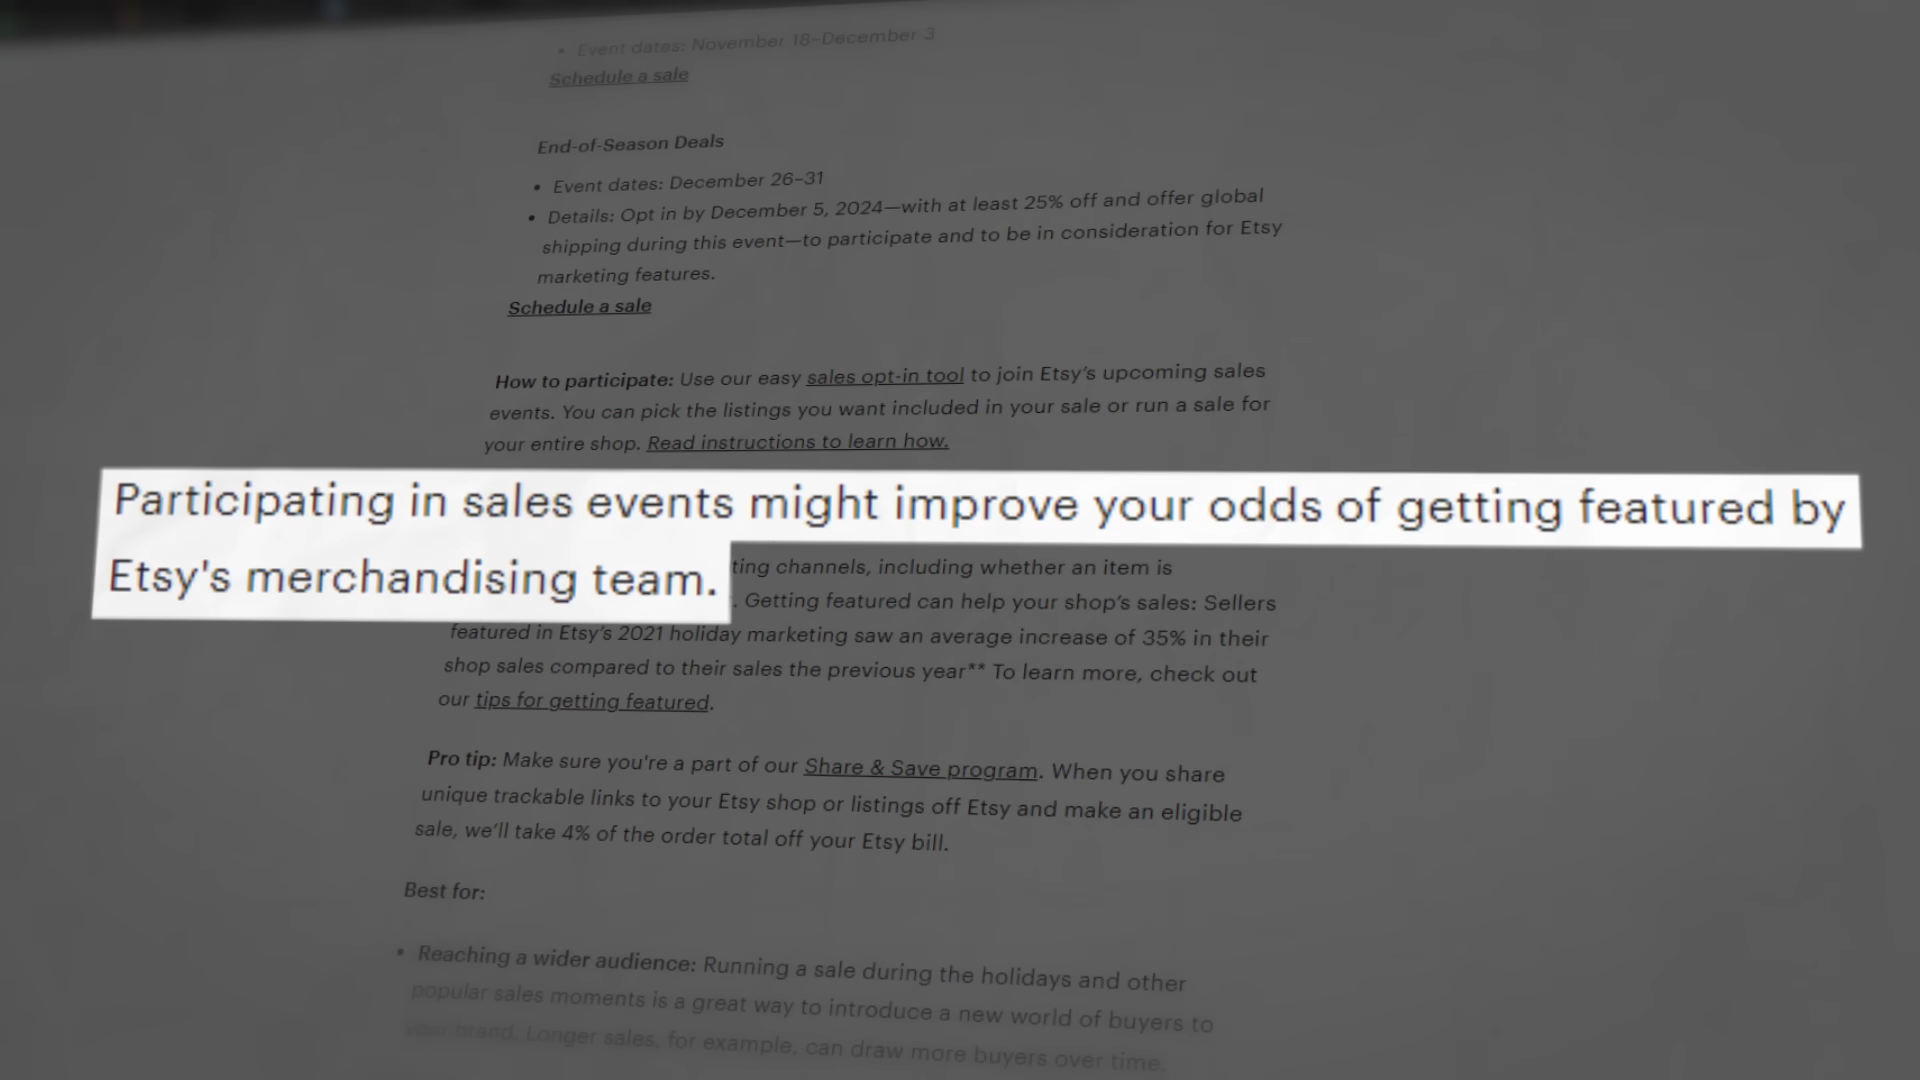 • Event dates: November 18–December 3
Schedule a sale
End-of-Season Deals
• Event dates: December 26–31
• Details: Opt in by December 5, 2024—with at least 25% off and offer global
shipping during this event—to participate and to be in consideration for Etsy
marketing features.
Schedule a sale
How to participate: Use our easy sales opt-in tool to join Etsy’s upcoming sales
events. You can pick the listings you want included in your sale or run a sale for
your entire shop. Read instructions to learn how.
Participating in sales events might improve your odds of getting featured by
Etsy's merchandising team.
ting channels, including whether an item is
. Getting featured can help your shop’s sales: Sellers
featured in Etsy’s 2021 holiday marketing saw an average increase of 35% in their
shop sales compared to their sales the previous year** To learn more, check out
our tips for getting featured.
Pro tip: Make sure you're a part of our Share & Save program. When you share
unique trackable links to your Etsy shop or listings off Etsy and make an eligible
sale, we’ll take 4% of the order total off your Etsy bill.
Best for:
• Reaching a wider audience: Running a sale during the holidays and other
popular sales moments is a great way to introduce a new world of buyers to
your brand. Longer sales, for example, can draw more buyers over time.